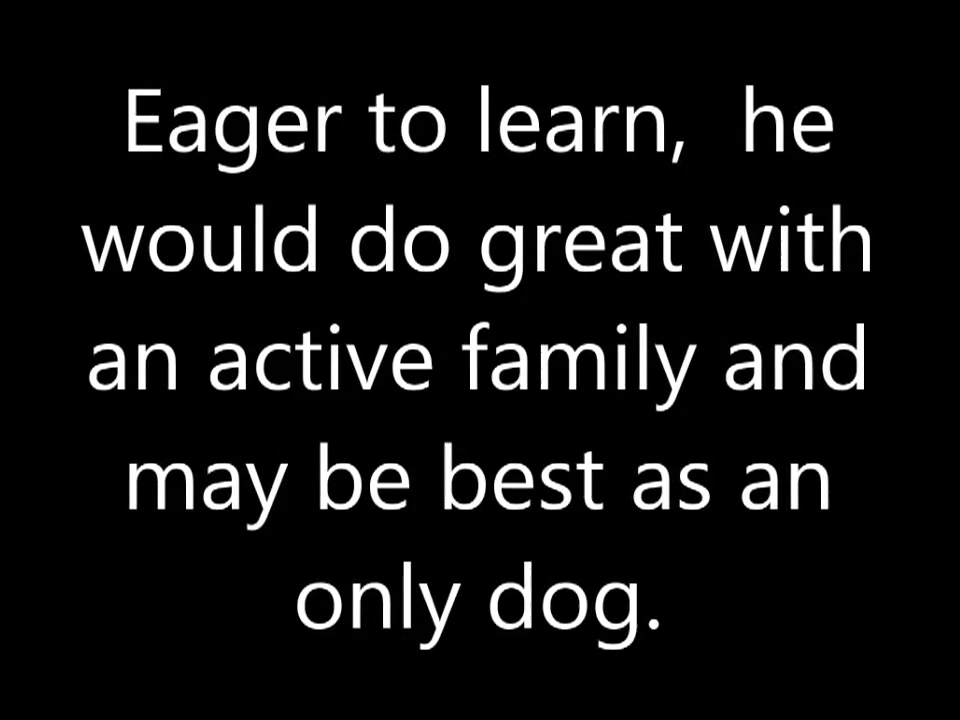 Eager to learn,  he
would do great with
an active family and
may be best as an
only dog.